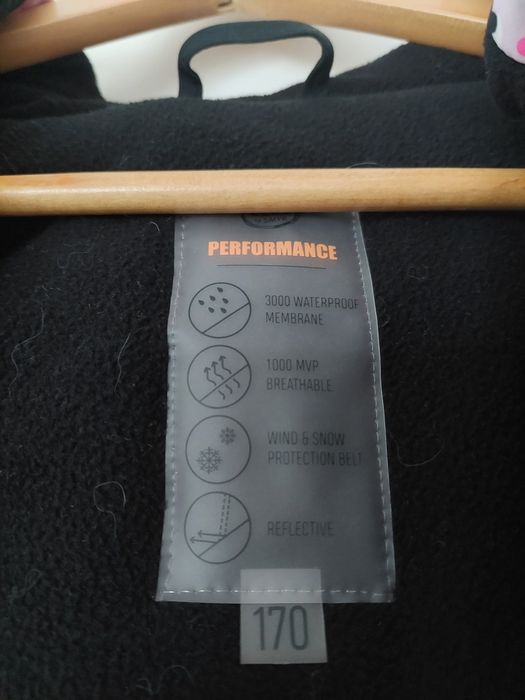 PERFORMANCE
3000 WATERPROOF
MEMBRANE
1000 MVP
BREATHABLE
WIND & SNOW
PROTECTION BELT
REFLECTIVE
170